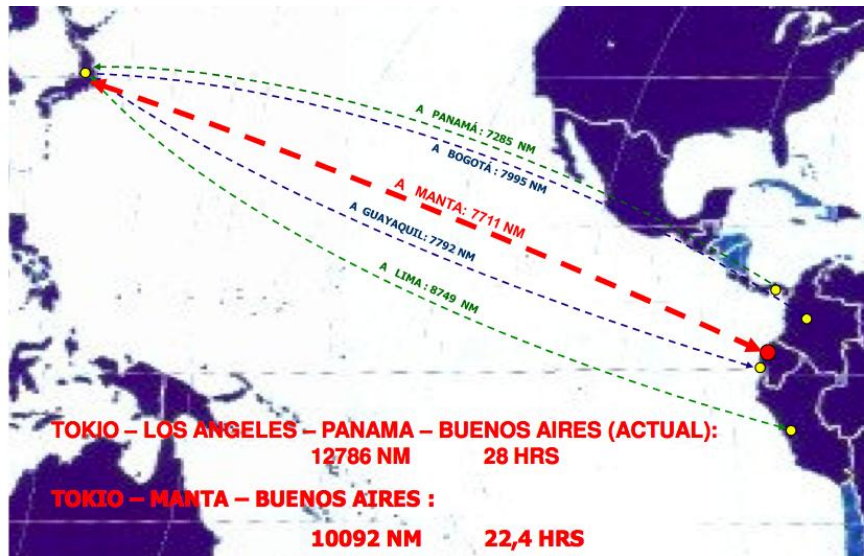 A PANAMÁ: 7285 NM
A BOGOTÁ: 7995 NM
A MANTA: 7711 NM
A GUAYAQUIL: 7792 NM
A LIMA: 8749 NM
TOKIO – LOS ANGELES – PANAMA – BUENOS AIRES (ACTUAL):
12786 NM 28 HRS
TOKIO – MANTA – BUENOS AIRES :
10092 NM 22,4 HRS